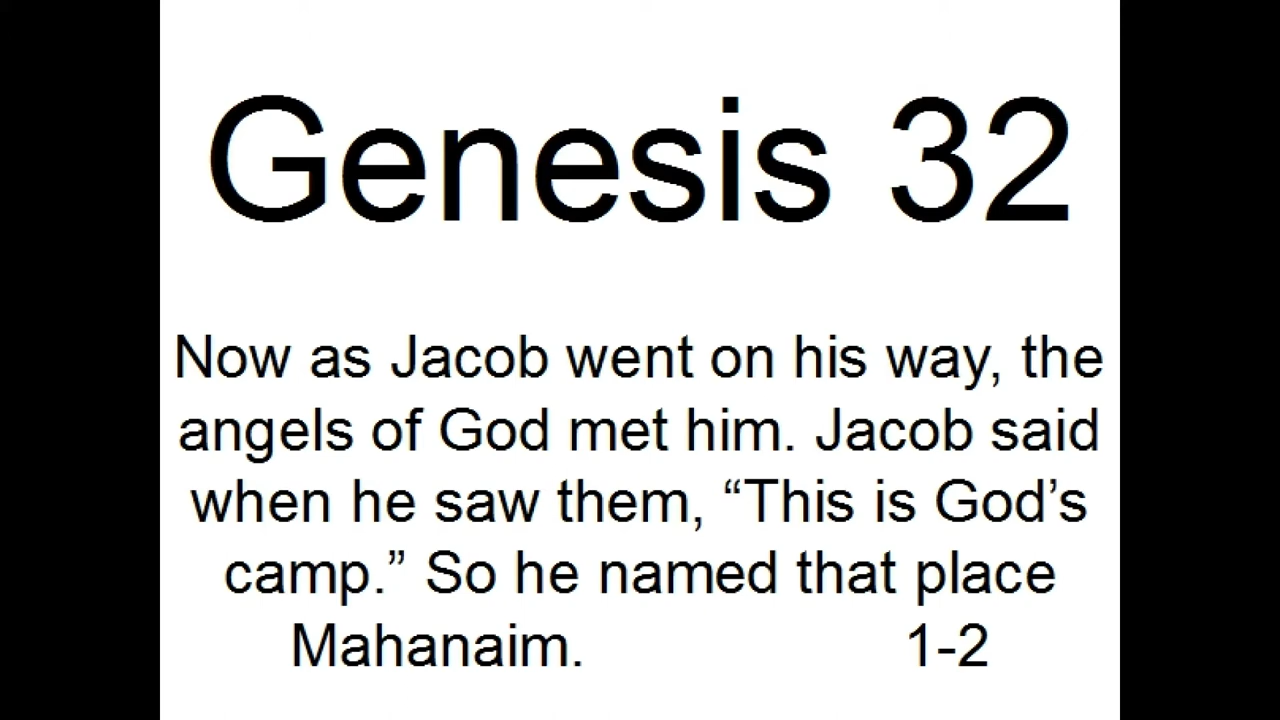 Genesis 32
Now as Jacob went on his way, the
angels of God met him. Jacob said
when he saw them, “This is God’s
camp.” So he named that place
Mahanaim. 1-2